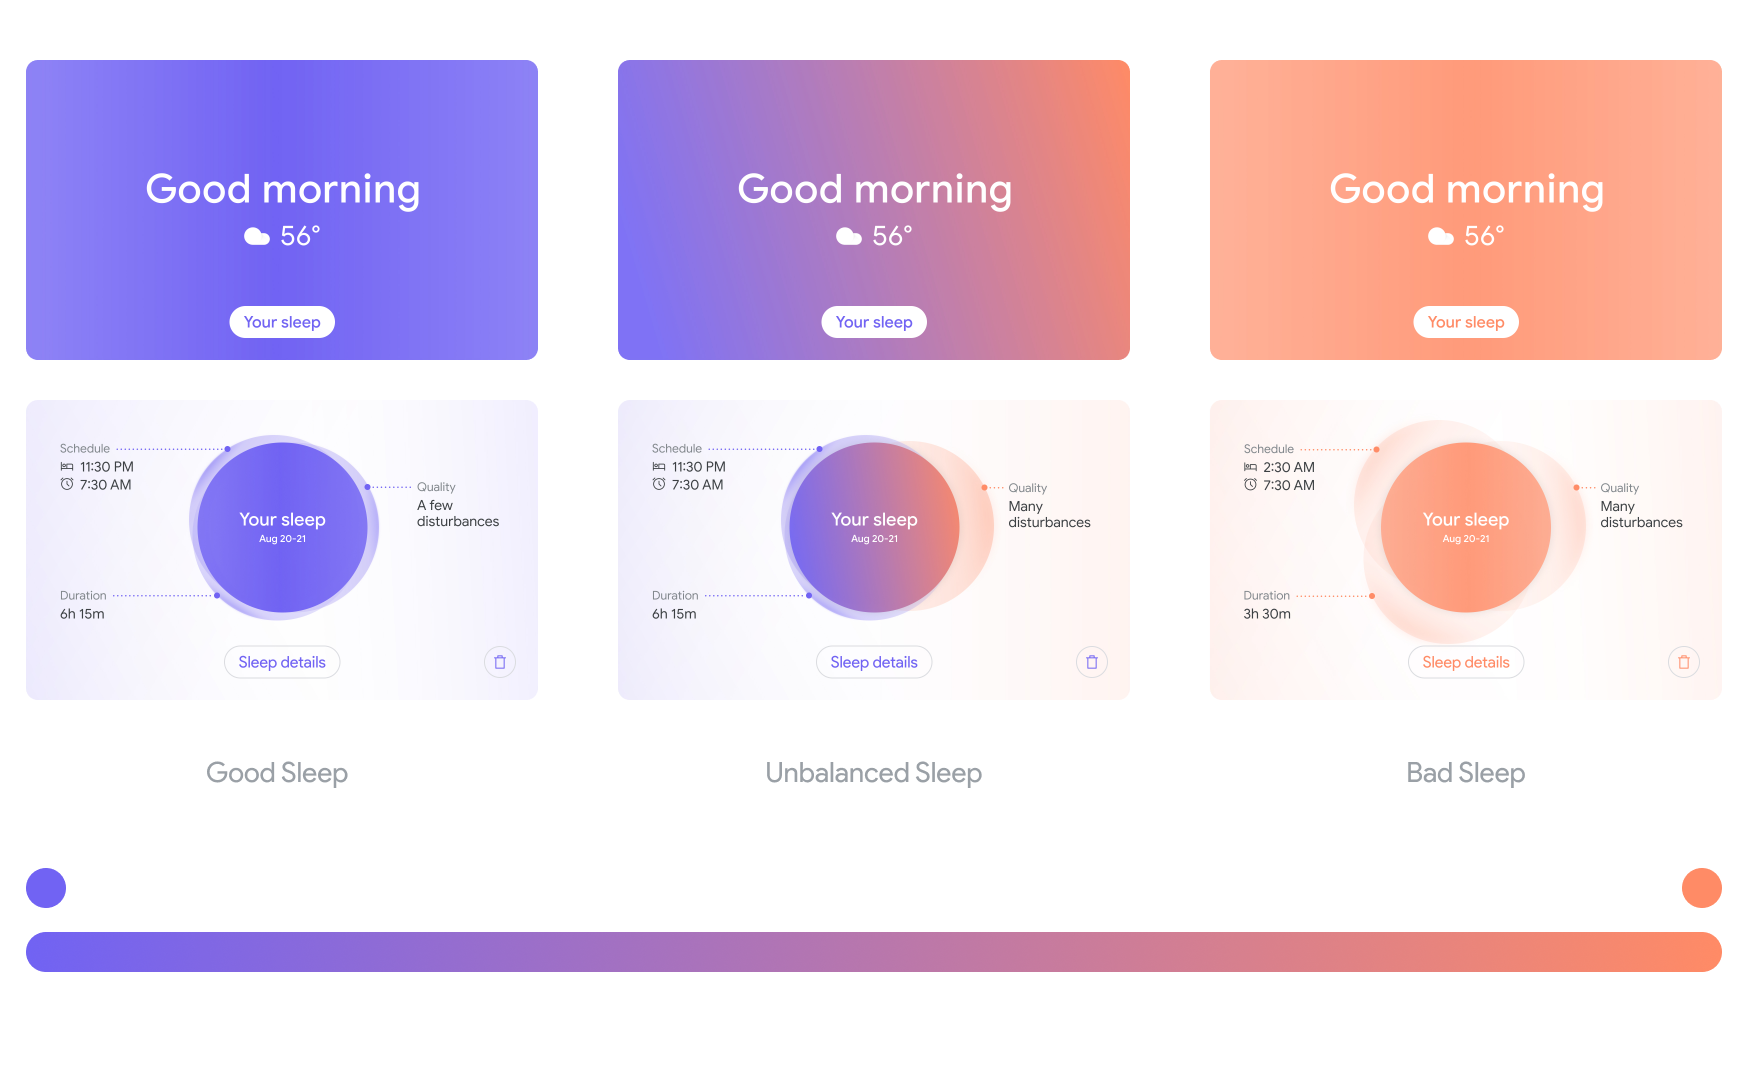 Good morning
56°
Your sleep
Good morning
56°
Your sleep
Good morning
56°
Your sleep
Schedule
11:30 PM
7:30 AM
Quality
A few
disturbances
Your sleep
Aug 20-21
Duration
6h 15m
Sleep details
Schedule
11:30 PM
7:30 AM
Quality
Many
disturbances
Your sleep
Aug 20-21
Duration
6h 15m
Sleep details
Schedule
2:30 AM
7:30 AM
Quality
Many
disturbances
Your sleep
Aug 20-21
Duration
3h 30m
Sleep details
Good Sleep
Unbalanced Sleep
Bad Sleep